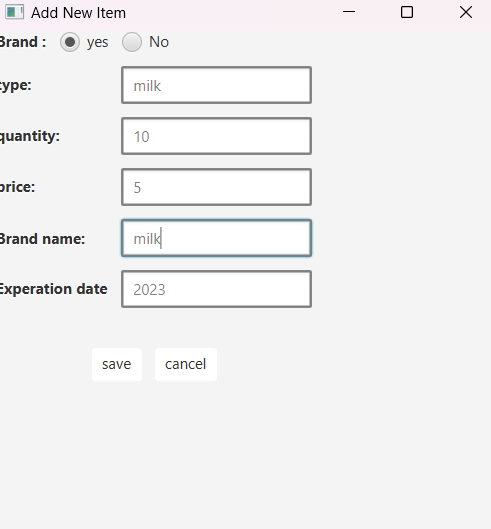 Add New Item
Brand : yes No
type: milk
quantity: 10
price: 5
Brand name: milk
Experation date 2023
save cancel